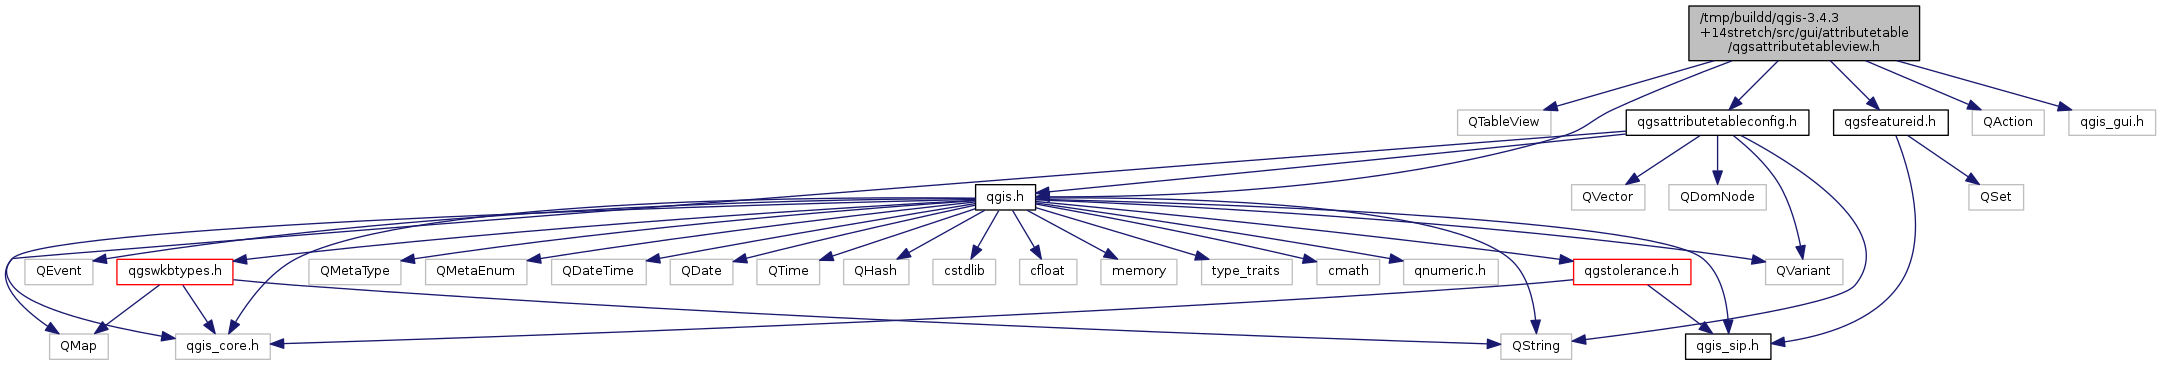 /tmp/buildd/qgis-3.4.3
+14stretch/src/gui/attributetable
/qgsattributetableview.h
QTableView
qgsattributetableconfig.h
qgsfeatureid.h
QAction
qgis_gui.h
qgis.h
QVector
QDomNode
QSet
QEvent
qgswkbtypes.h
QMetaType
QMetaEnum
QDateTime
QDate
QTime
QHash
cstdlib
cfloat
memory
type_traits
cmath
qnumeric.h
qgstolerance.h
QVariant
QMap
qgis_core.h
QString
qgis_sip.h